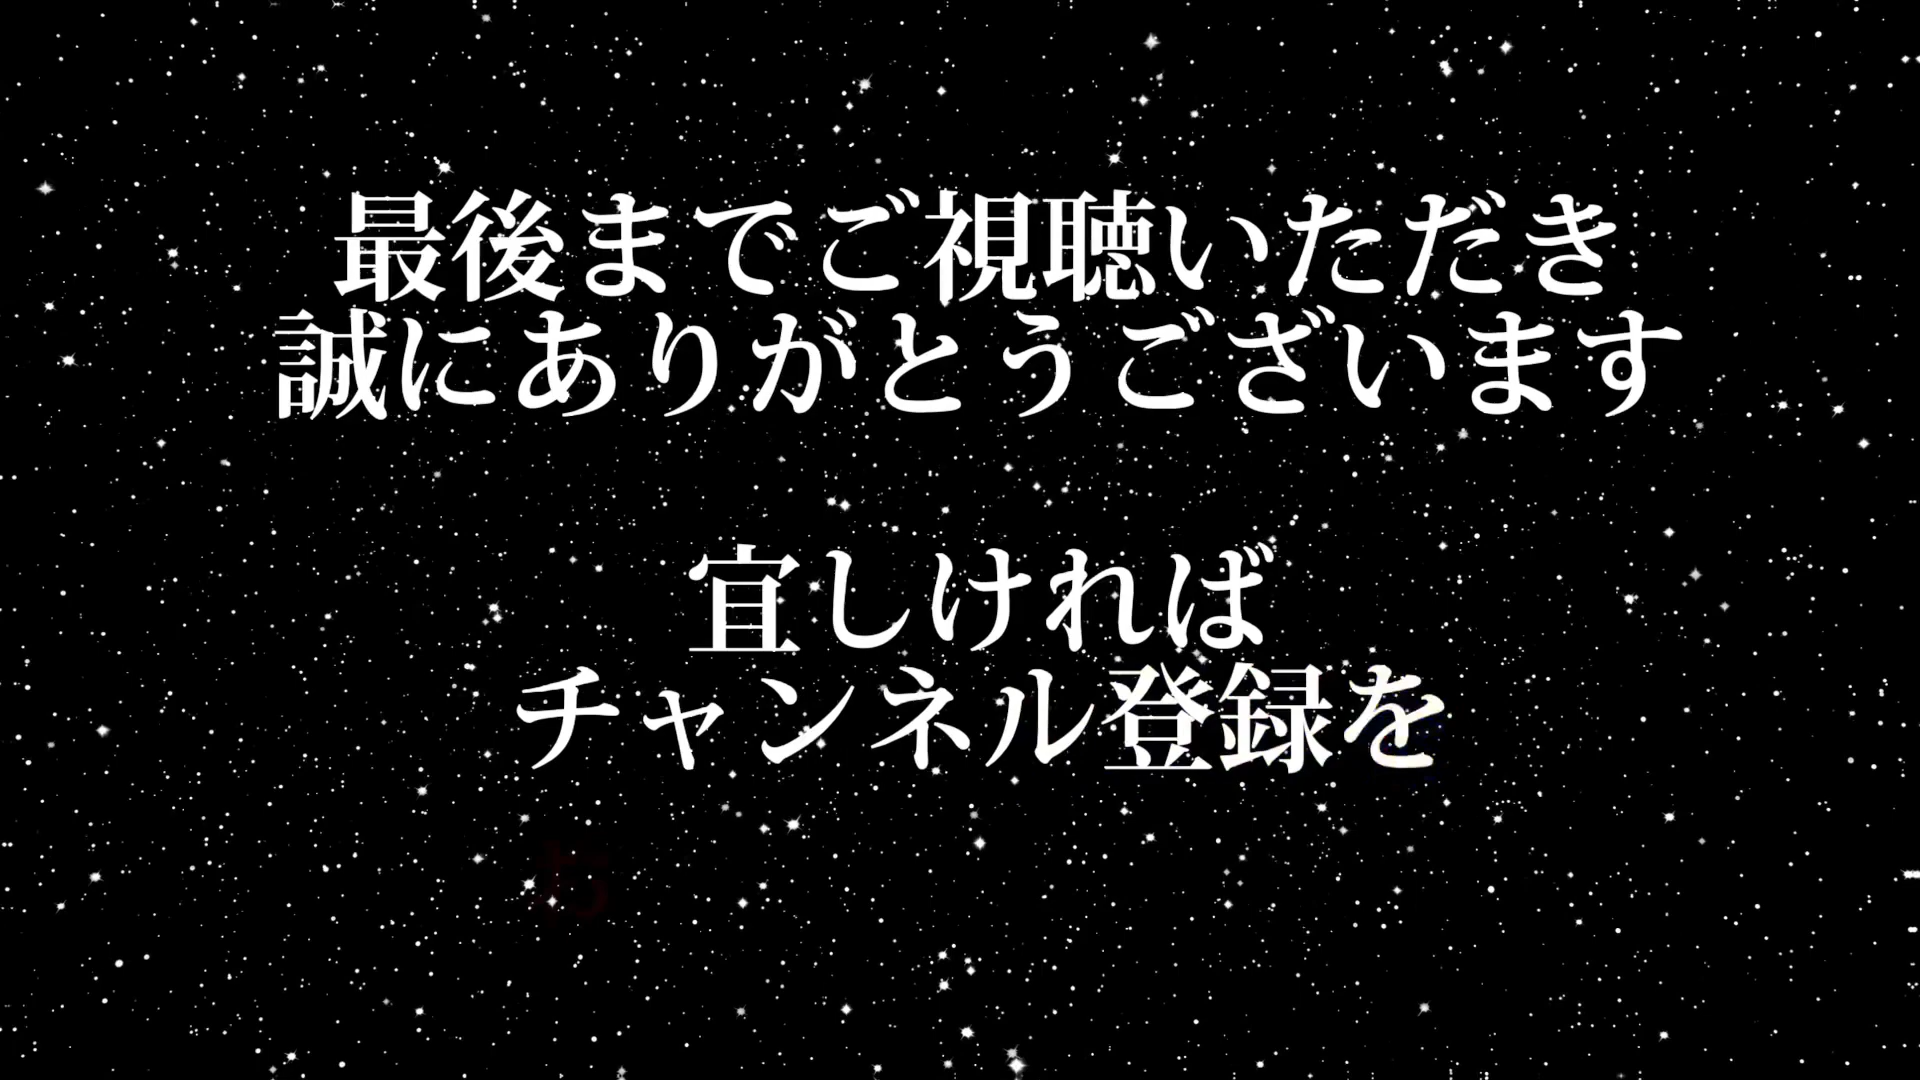 最後までご視聴いただき
誠にありがとうございます
宜しければ
チャンネル登録を